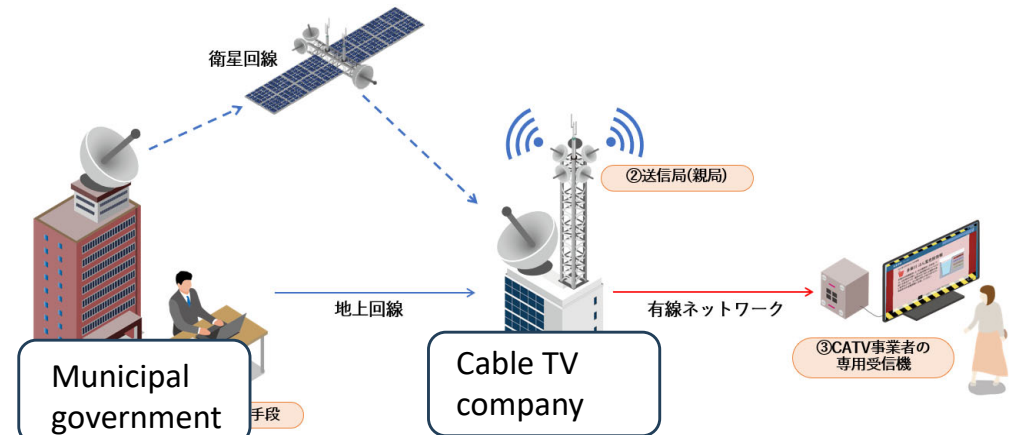 衛星回線
②送信局(親局)
地上回線
有線ネットワーク
③CATV事業者の
専用受信機
Municipal
government
手段
Cable TV
company